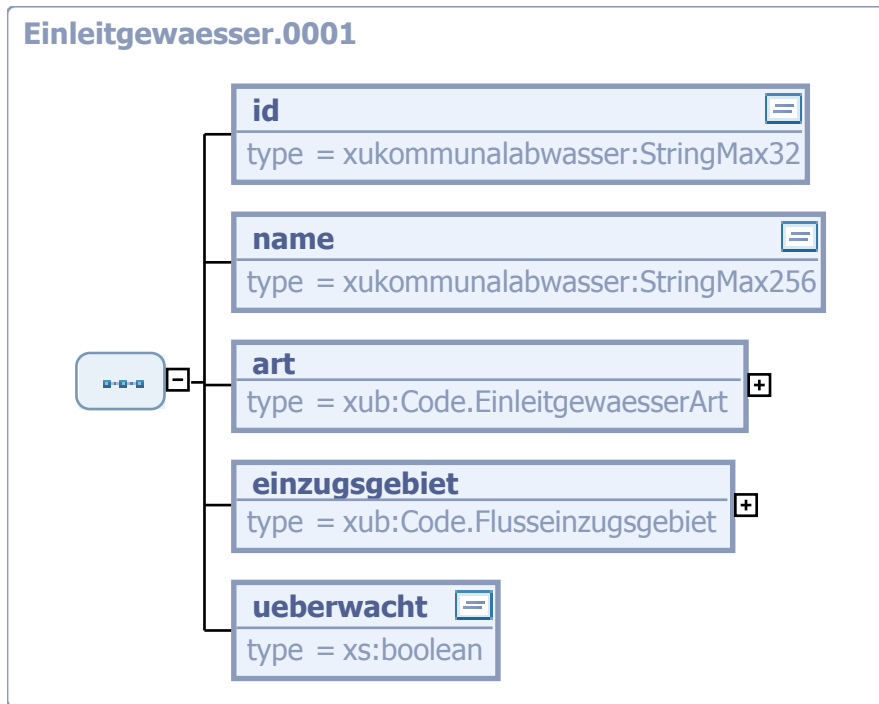 Einleitgewaesser.0001
id
type = xukommunalabwasser:StringMax32
name
type = xukommunalabwasser:StringMax256
art
type = xub:Code.EinleitgewaesserArt
einzugsgebiet
type = xub:Code.Flusseinzugsgebiet
ueberwacht
type = xs:boolean